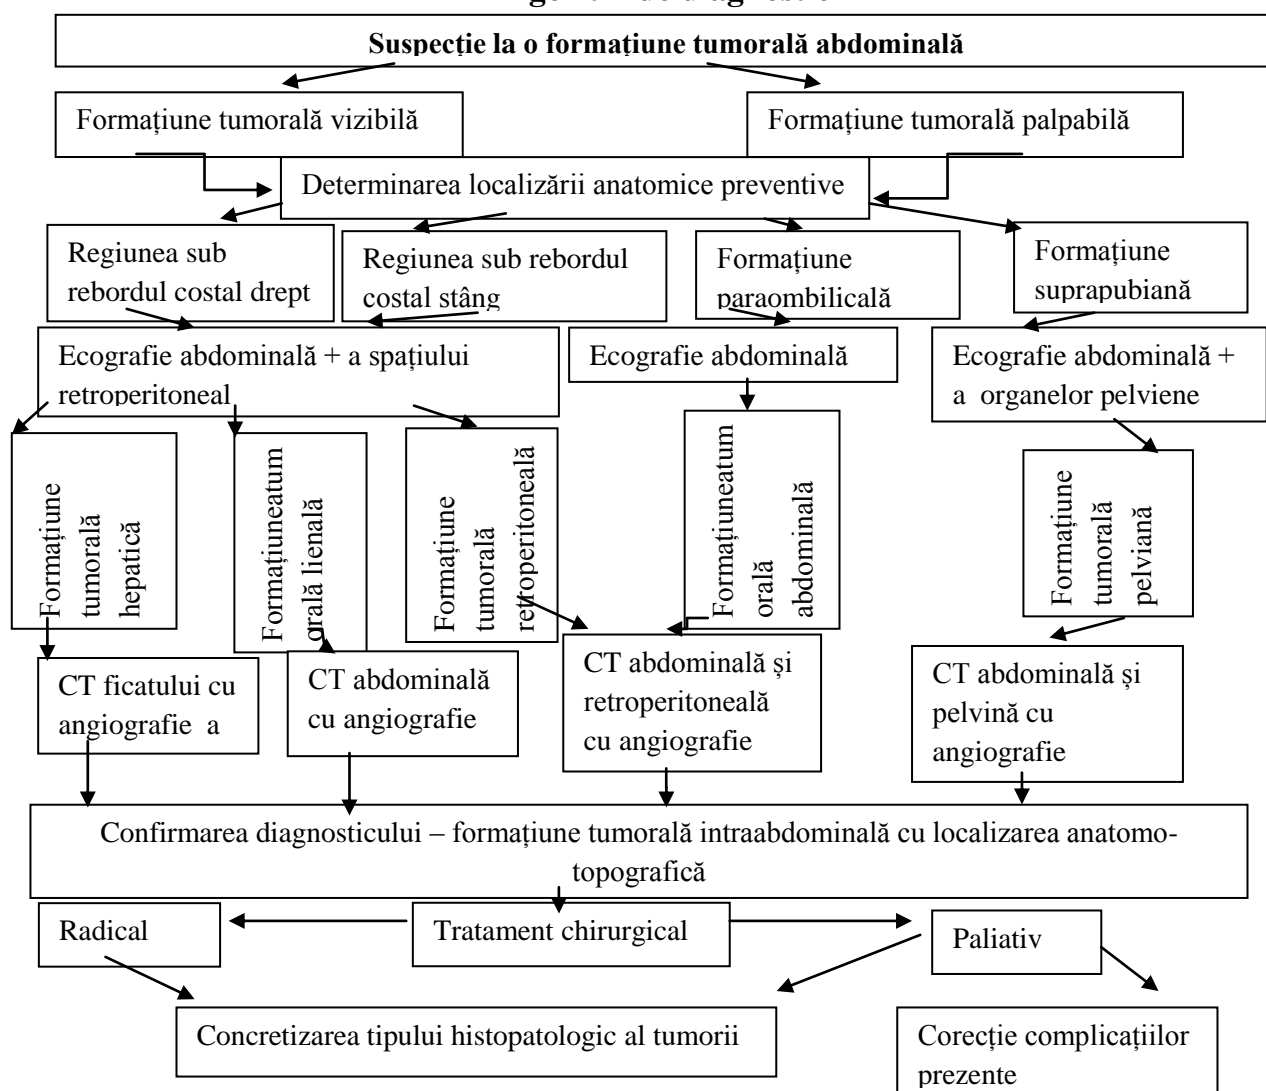 Suspecție la o formațiune tumorală abdominală
Formațiune tumorală vizibilă
Formațiune tumorală palpabilă
Determinarea localizării anatomice preventive
Regiunea sub
rebordul costal drept
Regiunea sub rebordul
costal stâng
Formațiune
paraombilicală
Formațiune
suprapubiană
Ecografie abdominală + a spațiului
retroperitoneal
Ecografie abdominală
Ecografie abdominală +
a organelor pelviene
Formațiune
tumorală
hepatică
Formațiuneatum
orală lienală
Formațiune
tumorală
retroperitoneală
Formațiuneatum
orală
abdominală
Formațiune
tumorală
pelviană
CT ficatului cu
angiografie a
CT abdominală
cu angiografie
CT abdominală și
retroperitoneală
cu angiografie
CT abdominală și
pelvină cu
angiografie
Confirmarea diagnosticului – formațiune tumorală intraabdominală cu localizarea anatomo-
topografică
Radical
Tratament chirurgical
Paliativ
Concretizarea tipului histopatologic al tumorii
Corecție complicațiilor
prezente